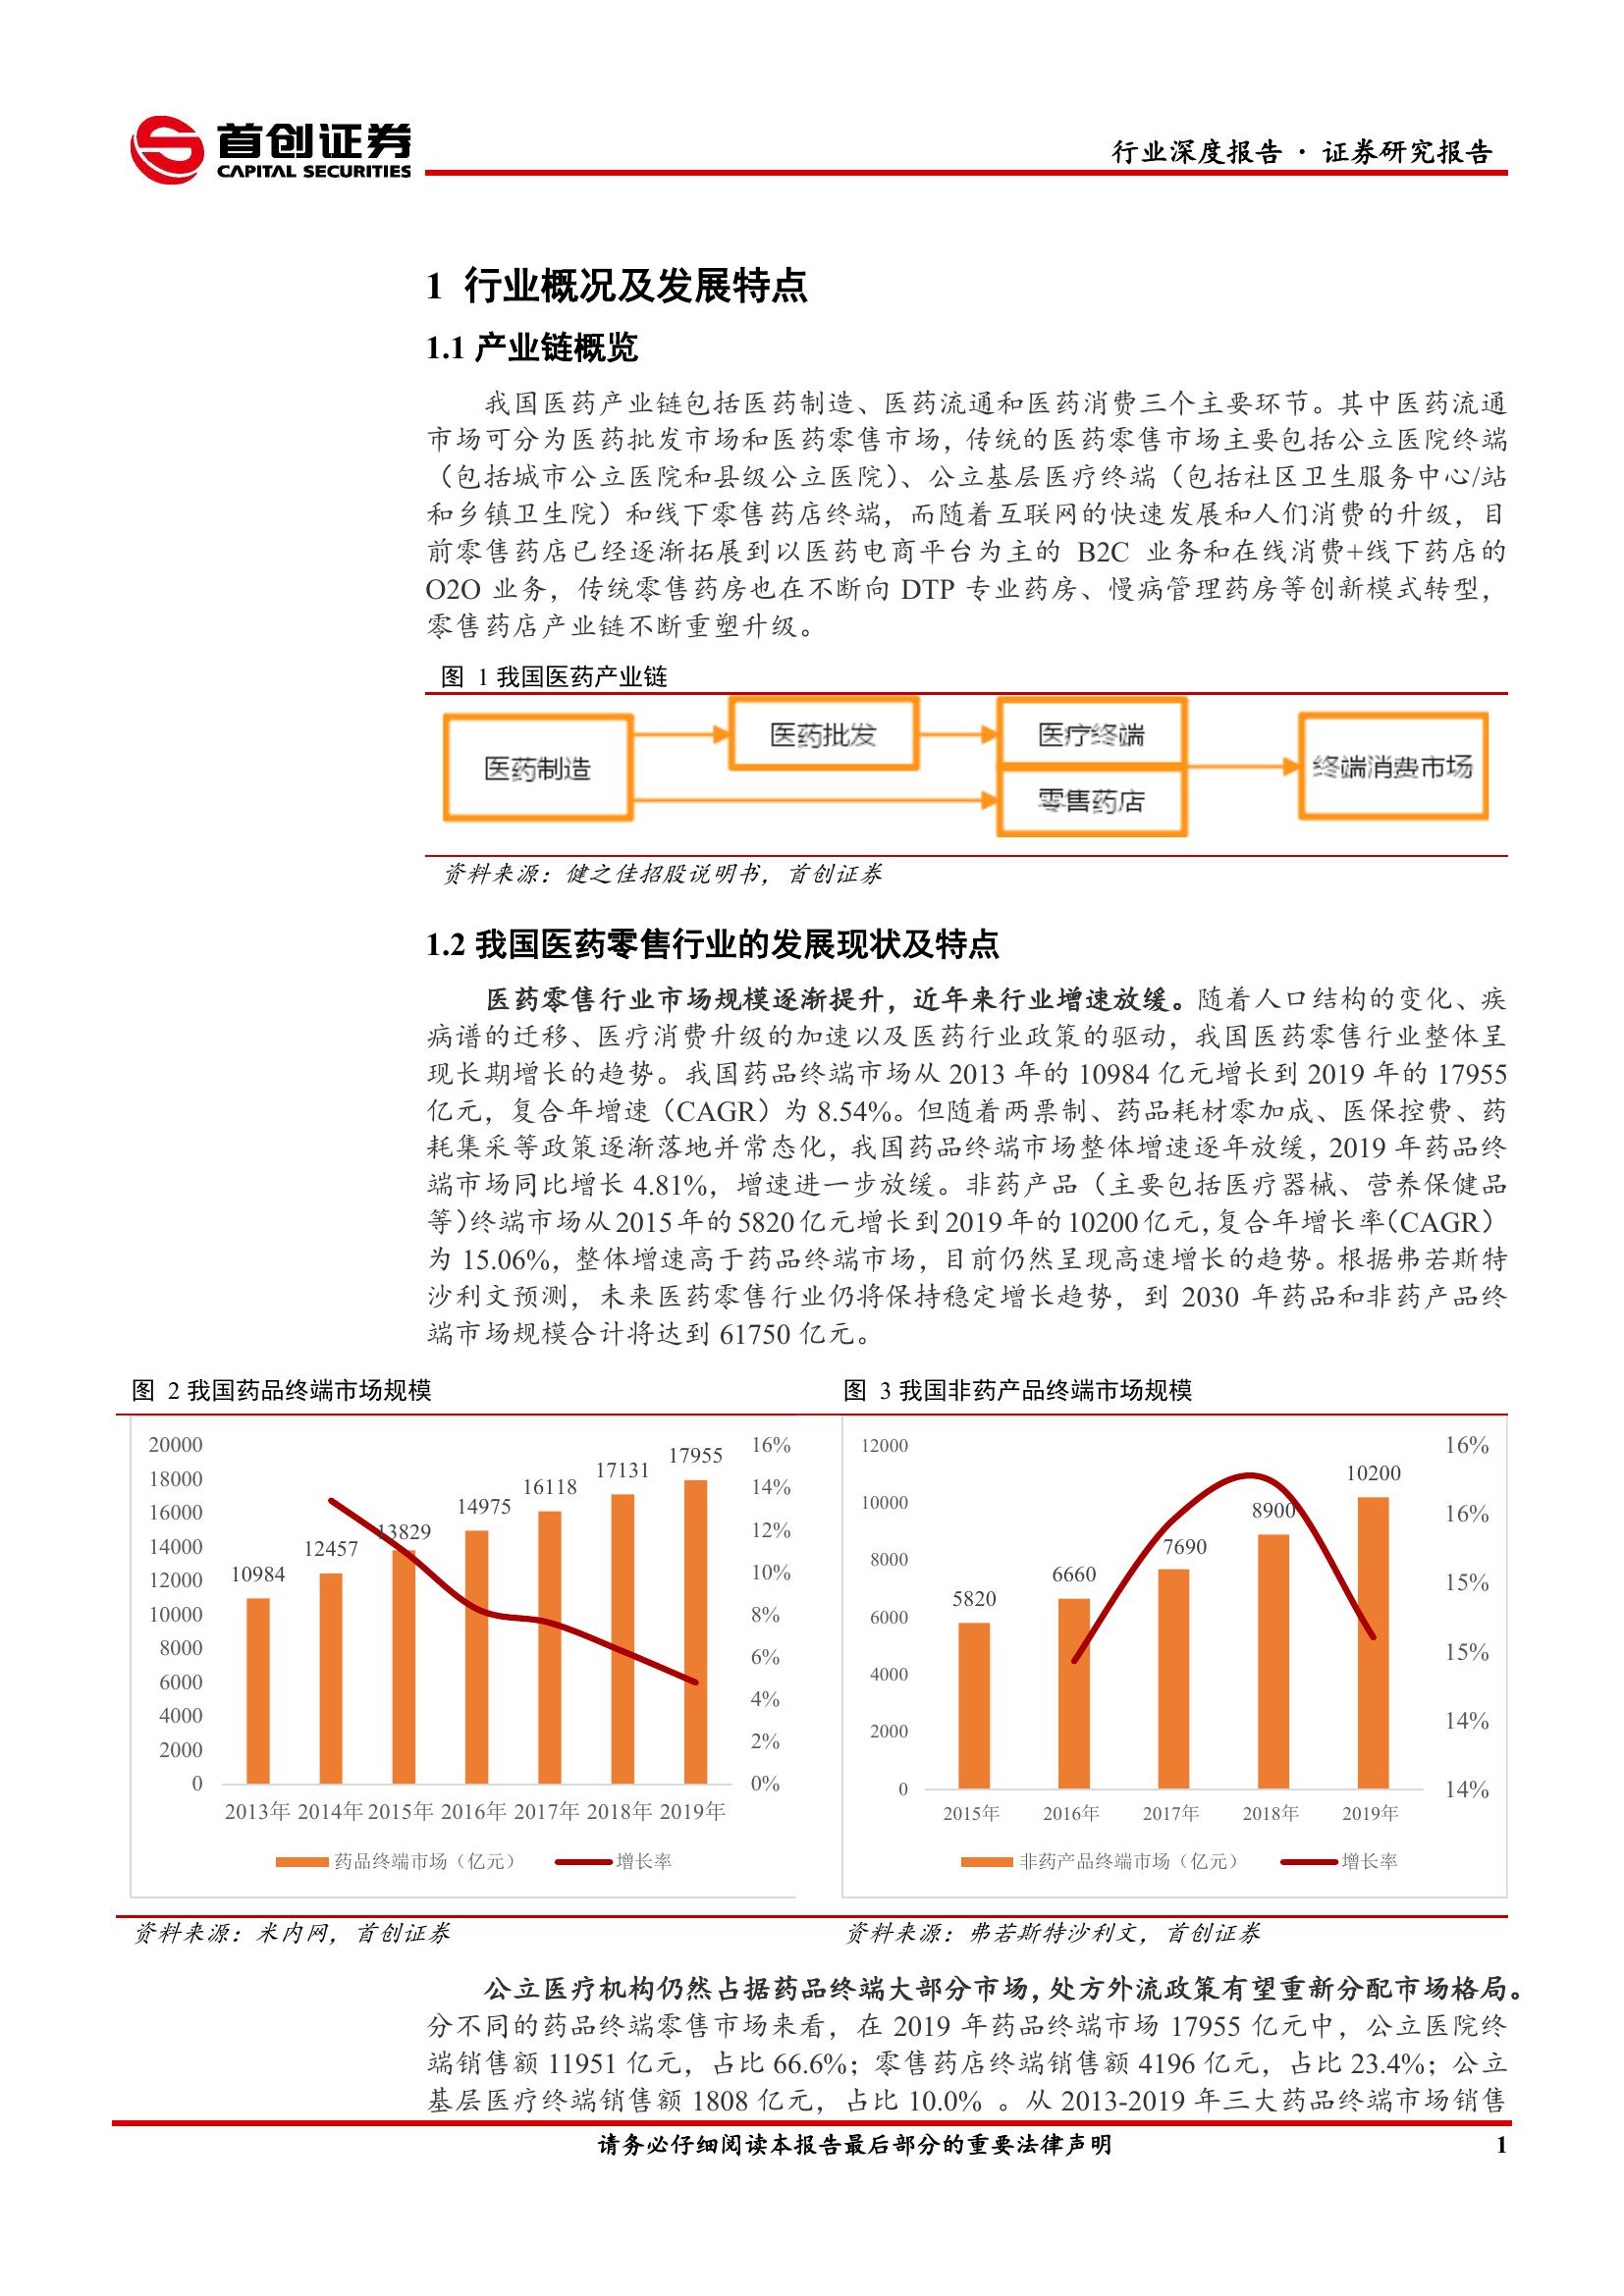 首创证券
CAPITAL SECURITIES
行业深度报告 · 证券研究报告
1 行业概况及发展特点
1.1 产业链概览
我国医药产业链包括医药制造、医药流通和医药消费三个主要环节。其中医药流通
市场可分为医药批发市场和医药零售市场，传统的医药零售市场主要包括公立医院终端
（包括城市公立医院和县级公立医院）、公立基层医疗终端（包括社区卫生服务中心/站
和乡镇卫生院）和线下零售药店终端，而随着互联网的快速发展和人们消费的升级，目
前零售药店已经逐渐拓展到以医药电商平台为主的 B2C 业务和在线消费+线下药店的
O2O 业务，传统零售药房也在不断向 DTP 专业药房、慢病管理药房等创新模式转型，
零售药店产业链不断重塑升级。
图 1 我国医药产业链
医药制造
医药批发
医疗终端
零售药店
终端消费市场
资料来源：健之佳招股说明书，首创证券
1.2 我国医药零售行业的发展现状及特点
医药零售行业市场规模逐渐提升，近年来行业增速放缓。随着人口结构的变化、疾
病谱的迁移、医疗消费升级的加速以及医药行业政策的驱动，我国医药零售行业整体呈
现长期增长的趋势。我国药品终端市场从 2013 年的 10984 亿元增长到 2019 年的 17955
亿元，复合年增速（CAGR）为 8.54%。但随着两票制、药品耗材零加成、医保控费、药
耗集采等政策逐渐落地并常态化，我国药品终端市场整体增速逐年放缓，2019 年药品终
端市场同比增长 4.81%，增速进一步放缓。非药产品（主要包括医疗器械、营养保健品
等）终端市场从 2015 年的 5820 亿元增长到 2019 年的 10200 亿元，复合年增长率（CAGR）
为 15.06%，整体增速高于药品终端市场，目前仍然呈现高速增长的趋势。根据弗若斯特
沙利文预测，未来医药零售行业仍将保持稳定增长趋势，到 2030 年药品和非药产品终
端市场规模合计将达到 61750 亿元。
图 2 我国药品终端市场规模
20000
18000
16000
14000
12000
10000
8000
6000
4000
2000
0
10984
12457
13829
14975
16118
17131
17955
16%
14%
12%
10%
8%
6%
4%
2%
0%
2013年 2014年 2015年 2016年 2017年 2018年 2019年
药品终端市场（亿元） 增长率
图 3 我国非药产品终端市场规模
12000
10000
8000
6000
4000
2000
0
5820
6660
7690
8900
10200
16%
16%
15%
15%
14%
14%
2015年 2016年 2017年 2018年 2019年
非药产品终端市场（亿元） 增长率
资料来源：米内网，首创证券
资料来源：弗若斯特沙利文，首创证券
公立医疗机构仍然占据药品终端大部分市场，处方外流政策有望重新分配市场格局。
分不同的药品终端零售市场来看，在 2019 年药品终端市场 17955 亿元中，公立医院终
端销售额 11951 亿元，占比 66.6%；零售药店终端销售额 4196 亿元，占比 23.4%；公立
基层医疗终端销售额 1808 亿元，占比 10.0% 。从 2013-2019 年三大药品终端市场销售
请务必仔细阅读本报告最后部分的重要法律声明 1